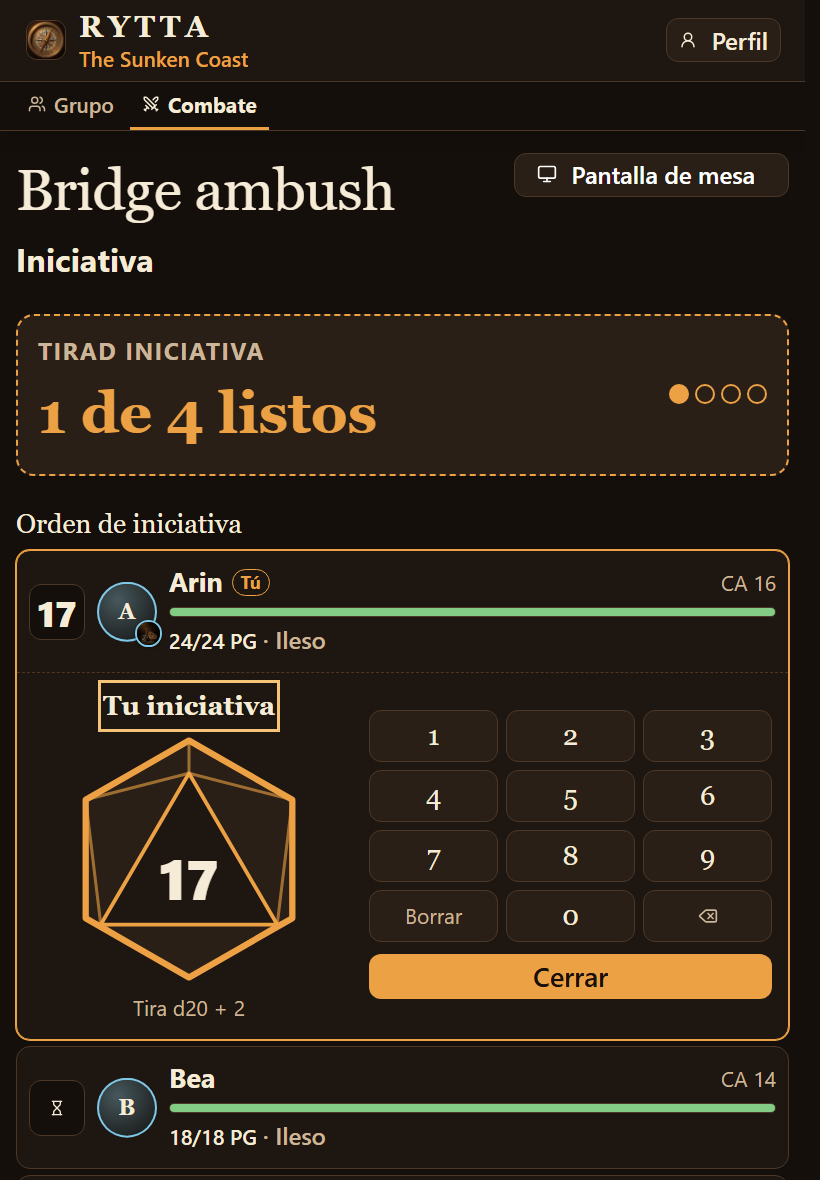 RYTTA
The Sunken Coast
Perfil
Grupo
Combate
Bridge ambush
Pantalla de mesa
Iniciativa
TIRAD INICIATIVA
1 de 4 listos
Orden de iniciativa
17
A
Arin
Tú
CA 16
24/24 PG · Ileso
Tu iniciativa
17
Tira d20 + 2
1 2 3
4 5 6
7 8 9
Borrar 0
Cerrar
B
Bea
CA 14
18/18 PG · Ileso